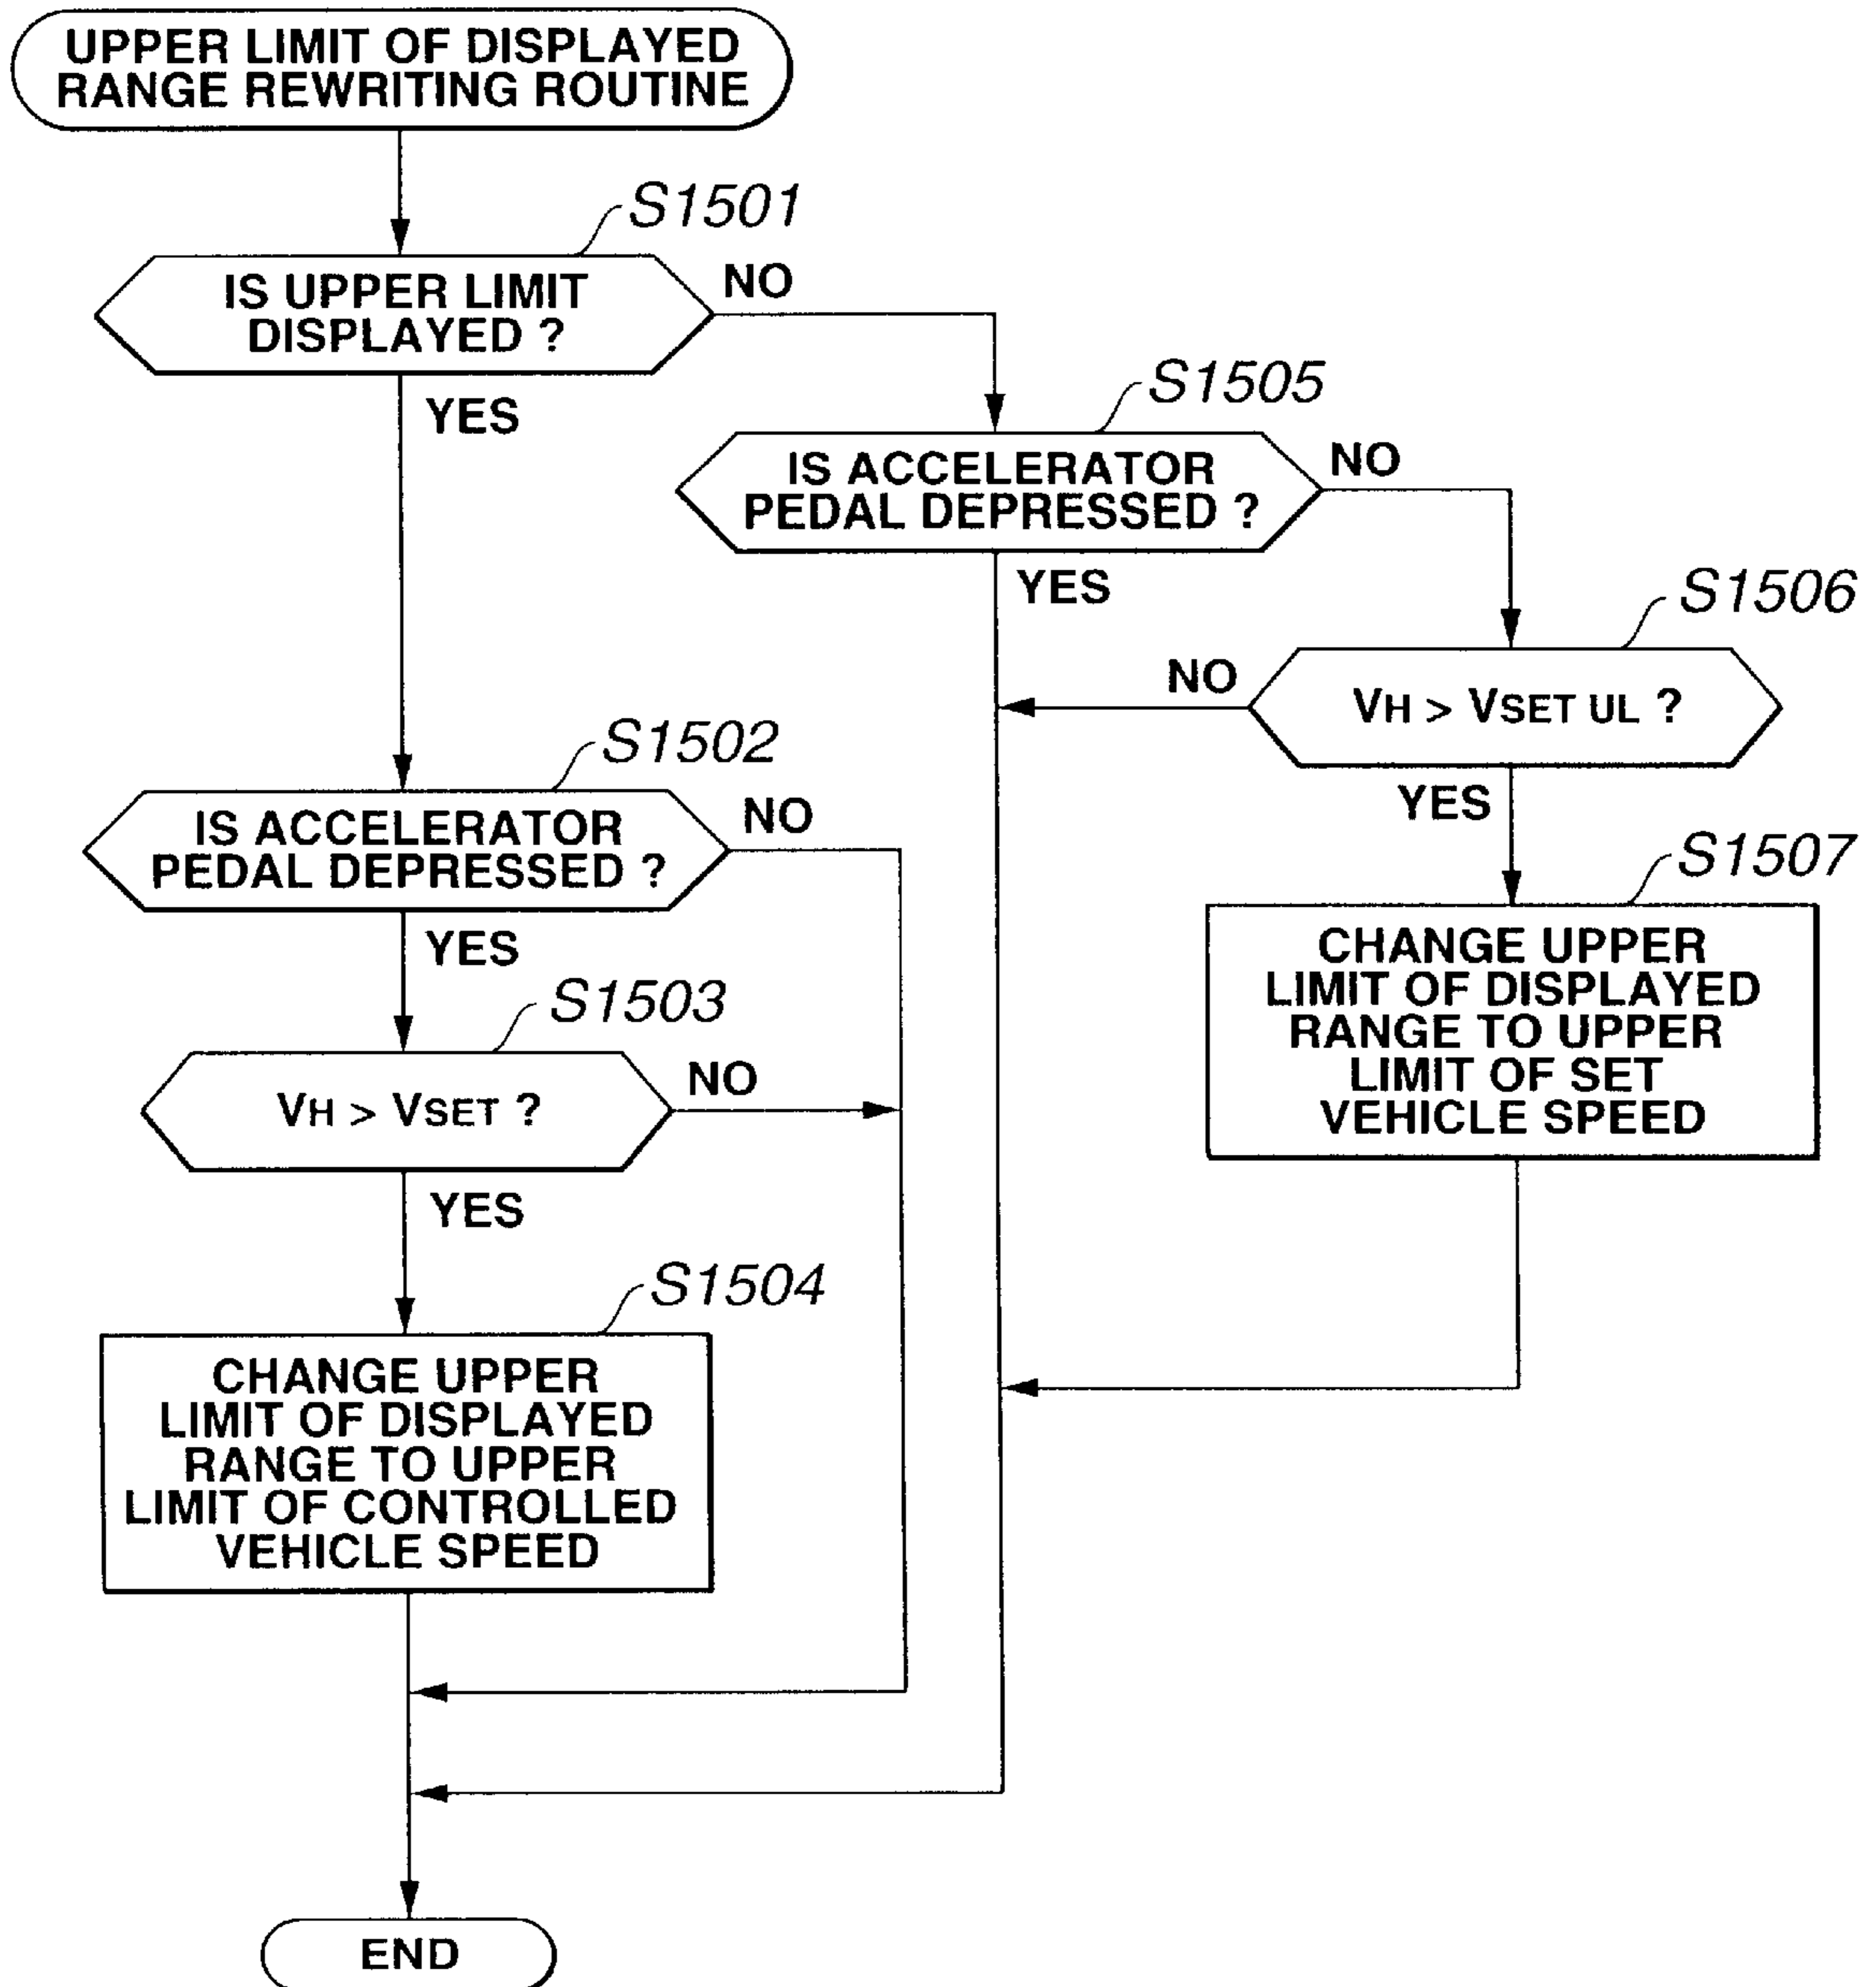 UPPER LIMIT OF DISPLAYED
RANGE REWRITING ROUTINE
S1501
IS UPPER LIMIT
DISPLAYED ?
NO
YES
S1505
IS ACCELERATOR
PEDAL DEPRESSED ?
NO
YES
S1506
VH > VSET UL ?
NO
YES
S1502
IS ACCELERATOR
PEDAL DEPRESSED ?
NO
YES
S1507
CHANGE UPPER
LIMIT OF DISPLAYED
RANGE TO UPPER
LIMIT OF SET
VEHICLE SPEED
S1503
VH > VSET ?
NO
YES
S1504
CHANGE UPPER
LIMIT OF DISPLAYED
RANGE TO UPPER
LIMIT OF CONTROLLED
VEHICLE SPEED
END